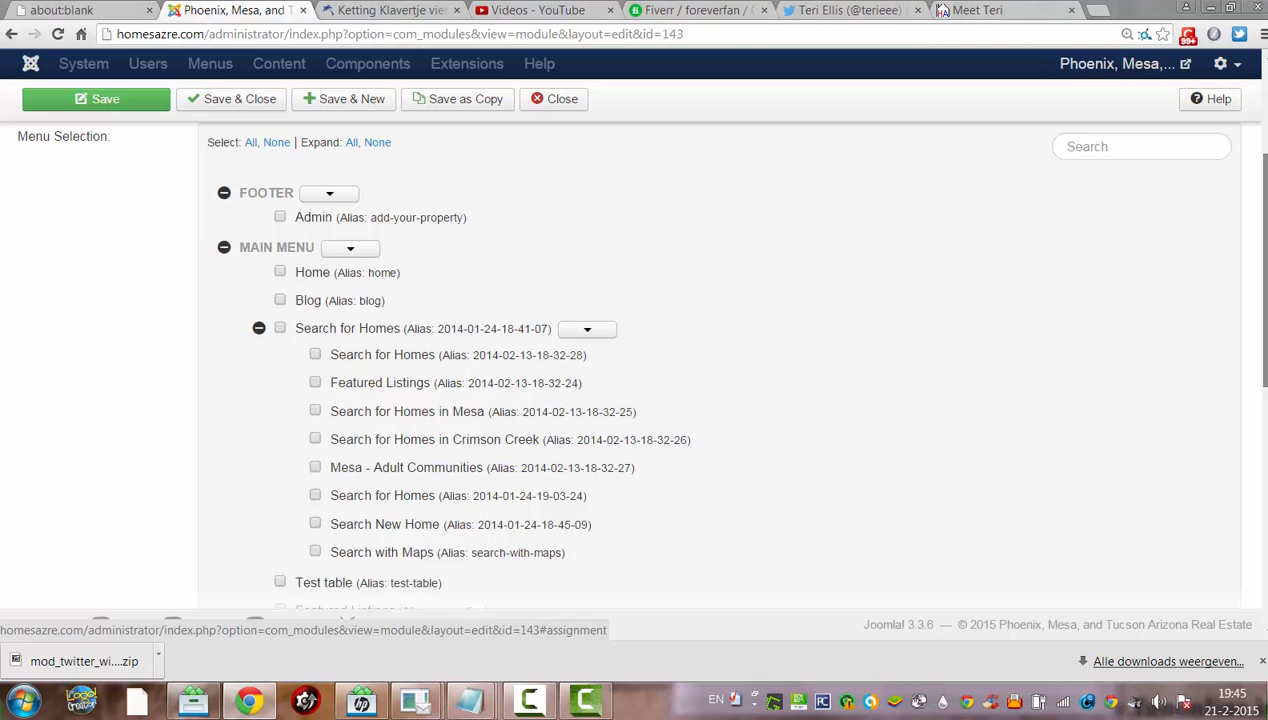 about:blank
Phoenix, Mesa, and T
Ketting Klavertje vier
Videos - YouTube
Fiverr / foreverfan / C
Teri Ellis (@terieee) p
Meet Teri
homesazre.com/administrator/index.php?option=com_modules&view=module&layout=edit&id=143
99+
System Users Menus Content Components Extensions Help Phoenix, Mesa,...
Save Save & Close Save & New Save as Copy Close Help
Menu Selection:
Select: All, None | Expand: All, None
Search
FOOTER
Admin (Alias: add-your-property)
MAIN MENU
Home (Alias: home)
Blog (Alias: blog)
Search for Homes (Alias: 2014-01-24-18-41-07)
Search for Homes (Alias: 2014-02-13-18-32-28)
Featured Listings (Alias: 2014-02-13-18-32-24)
Search for Homes in Mesa (Alias: 2014-02-13-18-32-25)
Search for Homes in Crimson Creek (Alias: 2014-02-13-18-32-26)
Mesa - Adult Communities (Alias: 2014-02-13-18-32-27)
Search for Homes (Alias: 2014-01-24-19-03-24)
Search New Home (Alias: 2014-01-24-18-45-09)
Search with Maps (Alias: search-with-maps)
Test table (Alias: test-table)
homesazre.com/administrator/index.php?option=com_modules&view=module&layout=edit&id=143#assignment
Joomla! 3.3.6 — © 2015 Phoenix, Mesa, and Tucson Arizona Real Estate
mod_twitter_wi....zip
Alle downloads weergeven...
EN
19:45
21-2-2015